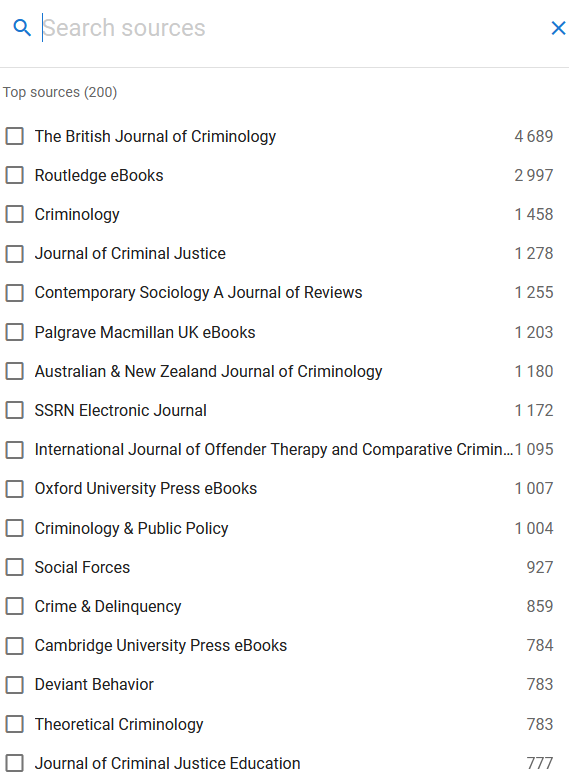 Search sources
Top sources (200)
The British Journal of Criminology 4 689
Routledge eBooks 2 997
Criminology 1 458
Journal of Criminal Justice 1 278
Contemporary Sociology A Journal of Reviews 1 255
Palgrave Macmillan UK eBooks 1 203
Australian & New Zealand Journal of Criminology 1 180
SSRN Electronic Journal 1 172
International Journal of Offender Therapy and Comparative Crimin... 1 095
Oxford University Press eBooks 1 007
Criminology & Public Policy 1 004
Social Forces 927
Crime & Delinquency 859
Cambridge University Press eBooks 784
Deviant Behavior 783
Theoretical Criminology 783
Journal of Criminal Justice Education 777